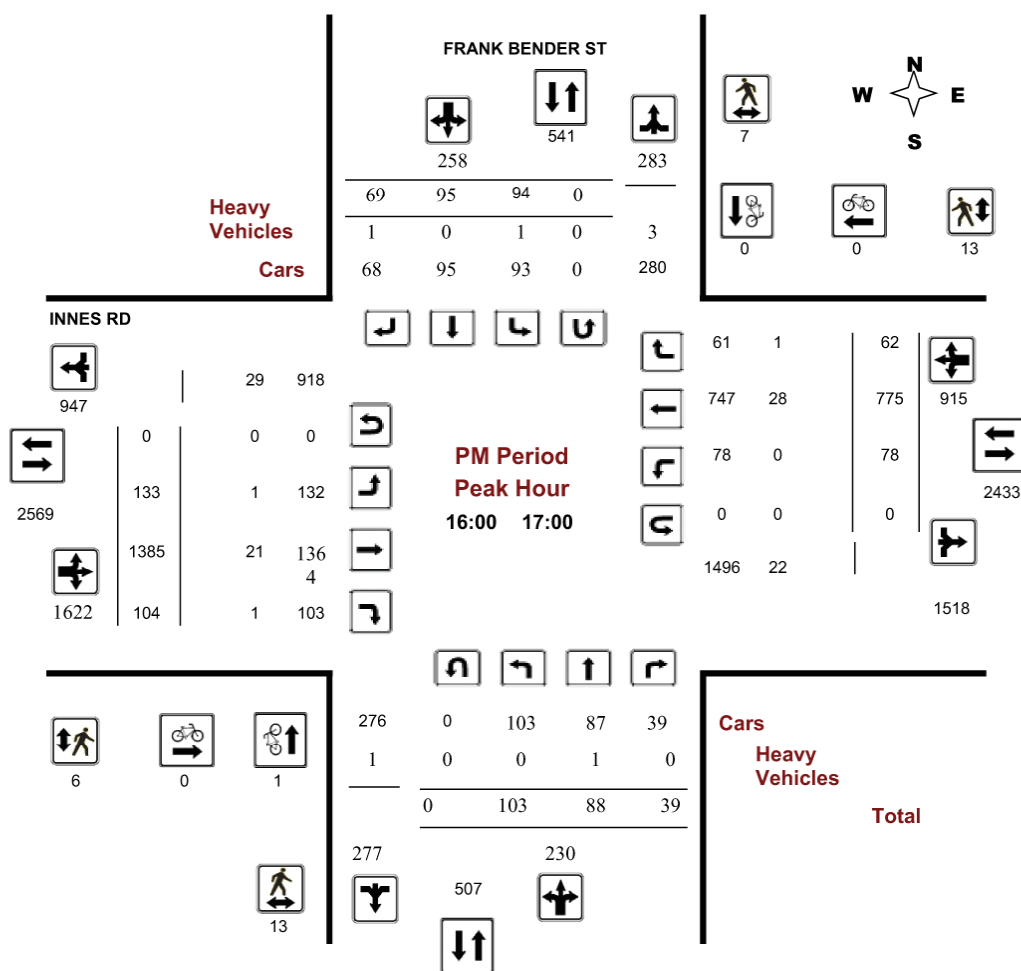 FRANK BENDER ST
N
W E
S
541
7
258 283
69 95 94 0
Heavy
Vehicles
1 0 1 0 3
Cars 68 95 93 0 280
0 0 13
INNES RD
61 1 62
29 918
947
747 28 775 915
0 0 0
PM Period
78 0 78
Peak Hour
133 1 132
2433
2569
16:00 17:00
0 0 0
1385 21 136
4
1496 22
1622 104 1 103
1518
276 0 103 87 39 Cars
1 0 0 1 0 Heavy
Vehicles
6 0 1
0 103 88 39
Total
277 230
507
13